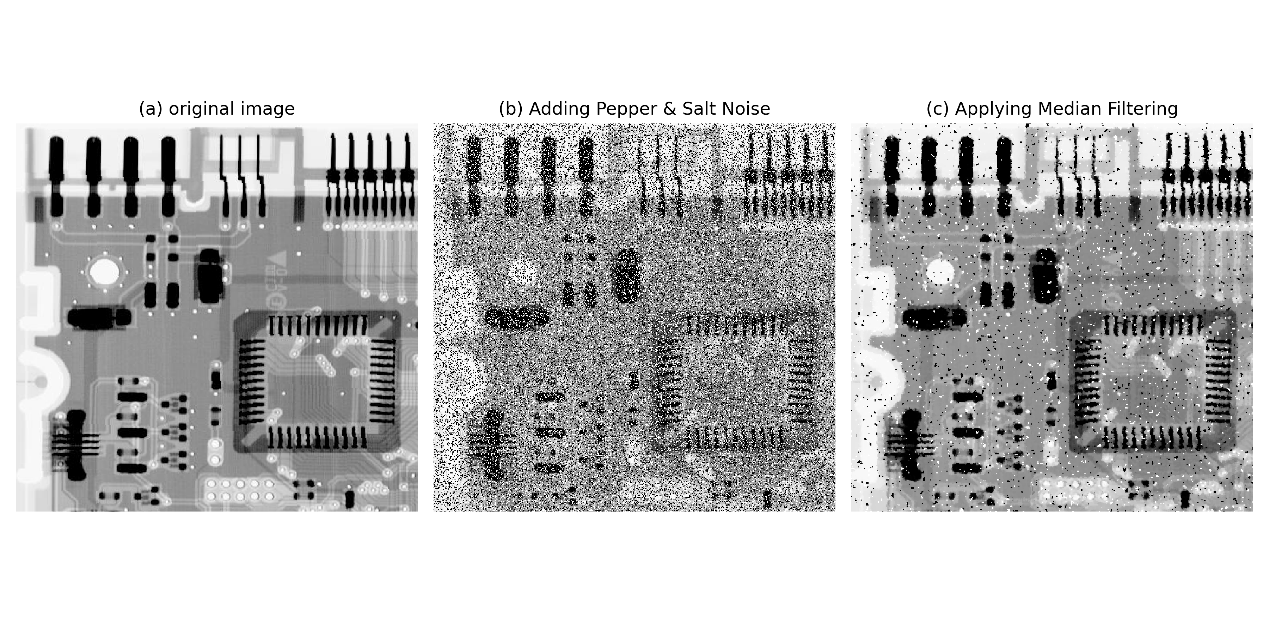 (a) original image
(b) Adding Pepper & Salt Noise
(c) Applying Median Filtering